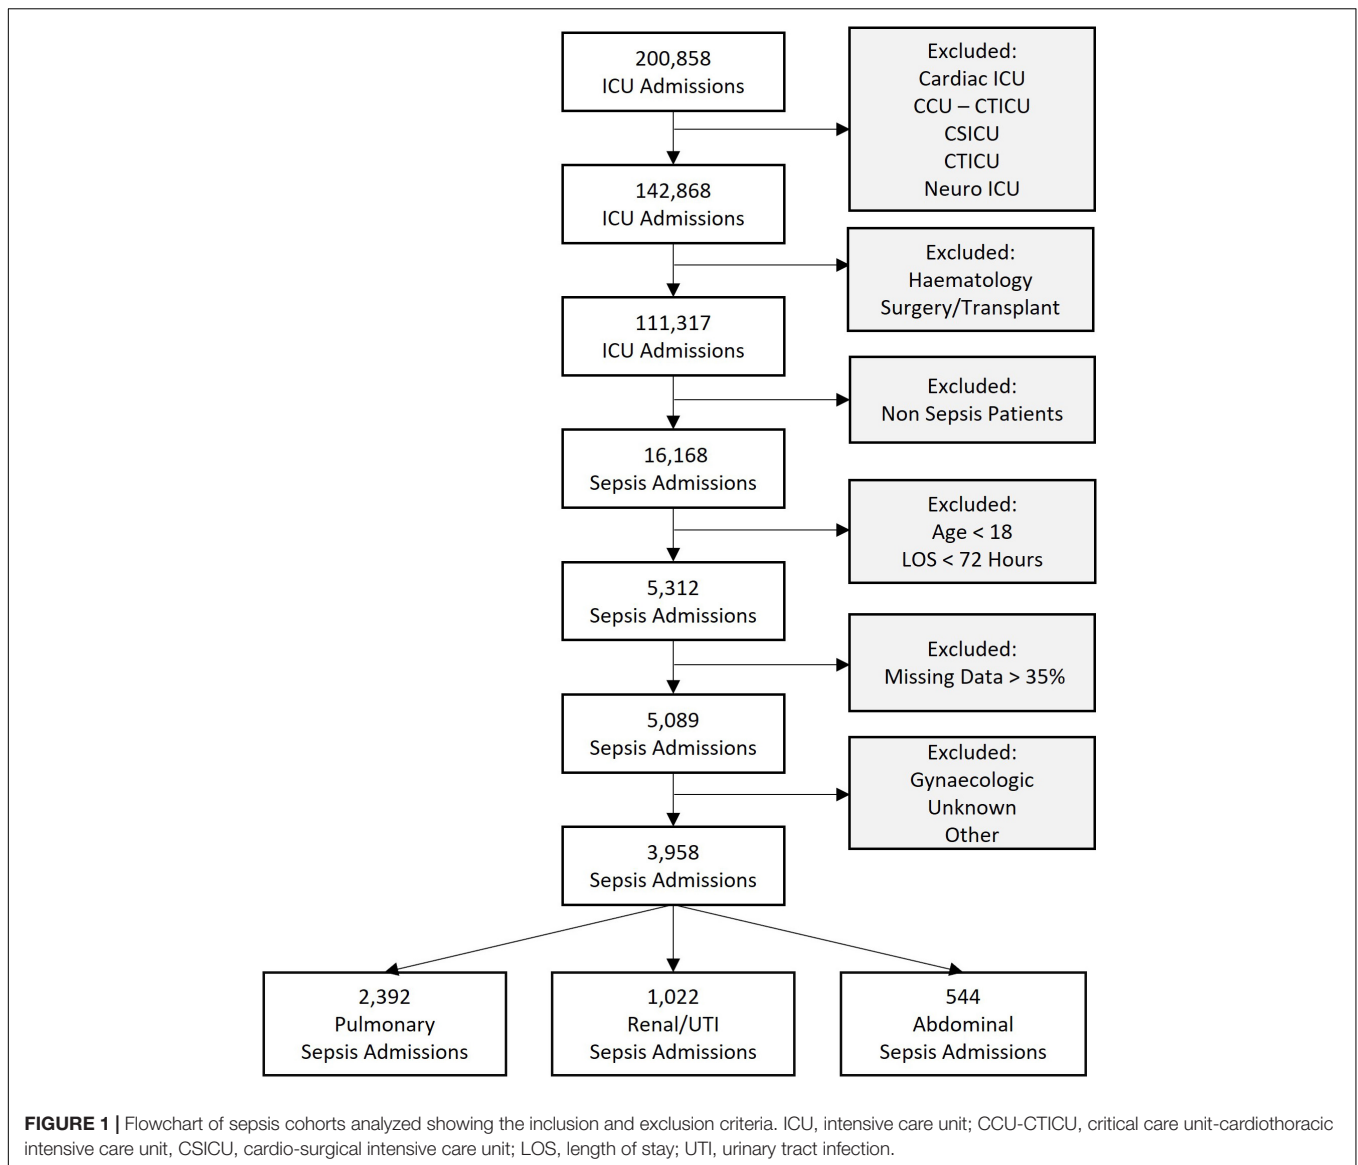 200,858
ICU Admissions
Excluded:
Cardiac ICU
CCU – CTICU
CSICU
CTICU
Neuro ICU
142,868
ICU Admissions
Excluded:
Haematology
Surgery/Transplant
111,317
ICU Admissions
Excluded:
Non Sepsis Patients
16,168
Sepsis Admissions
Excluded:
Age < 18
LOS < 72 Hours
5,312
Sepsis Admissions
Excluded:
Missing Data > 35%
5,089
Sepsis Admissions
Excluded:
Gynaecologic
Unknown
Other
3,958
Sepsis Admissions
2,392
Pulmonary
Sepsis Admissions
1,022
Renal/UTI
Sepsis Admissions
544
Abdominal
Sepsis Admissions
FIGURE 1 | Flowchart of sepsis cohorts analyzed showing the inclusion and exclusion criteria. ICU, intensive care unit; CCU-CTICU, critical care unit-cardiothoracic
intensive care unit, CSICU, cardio-surgical intensive care unit; LOS, length of stay; UTI, urinary tract infection.